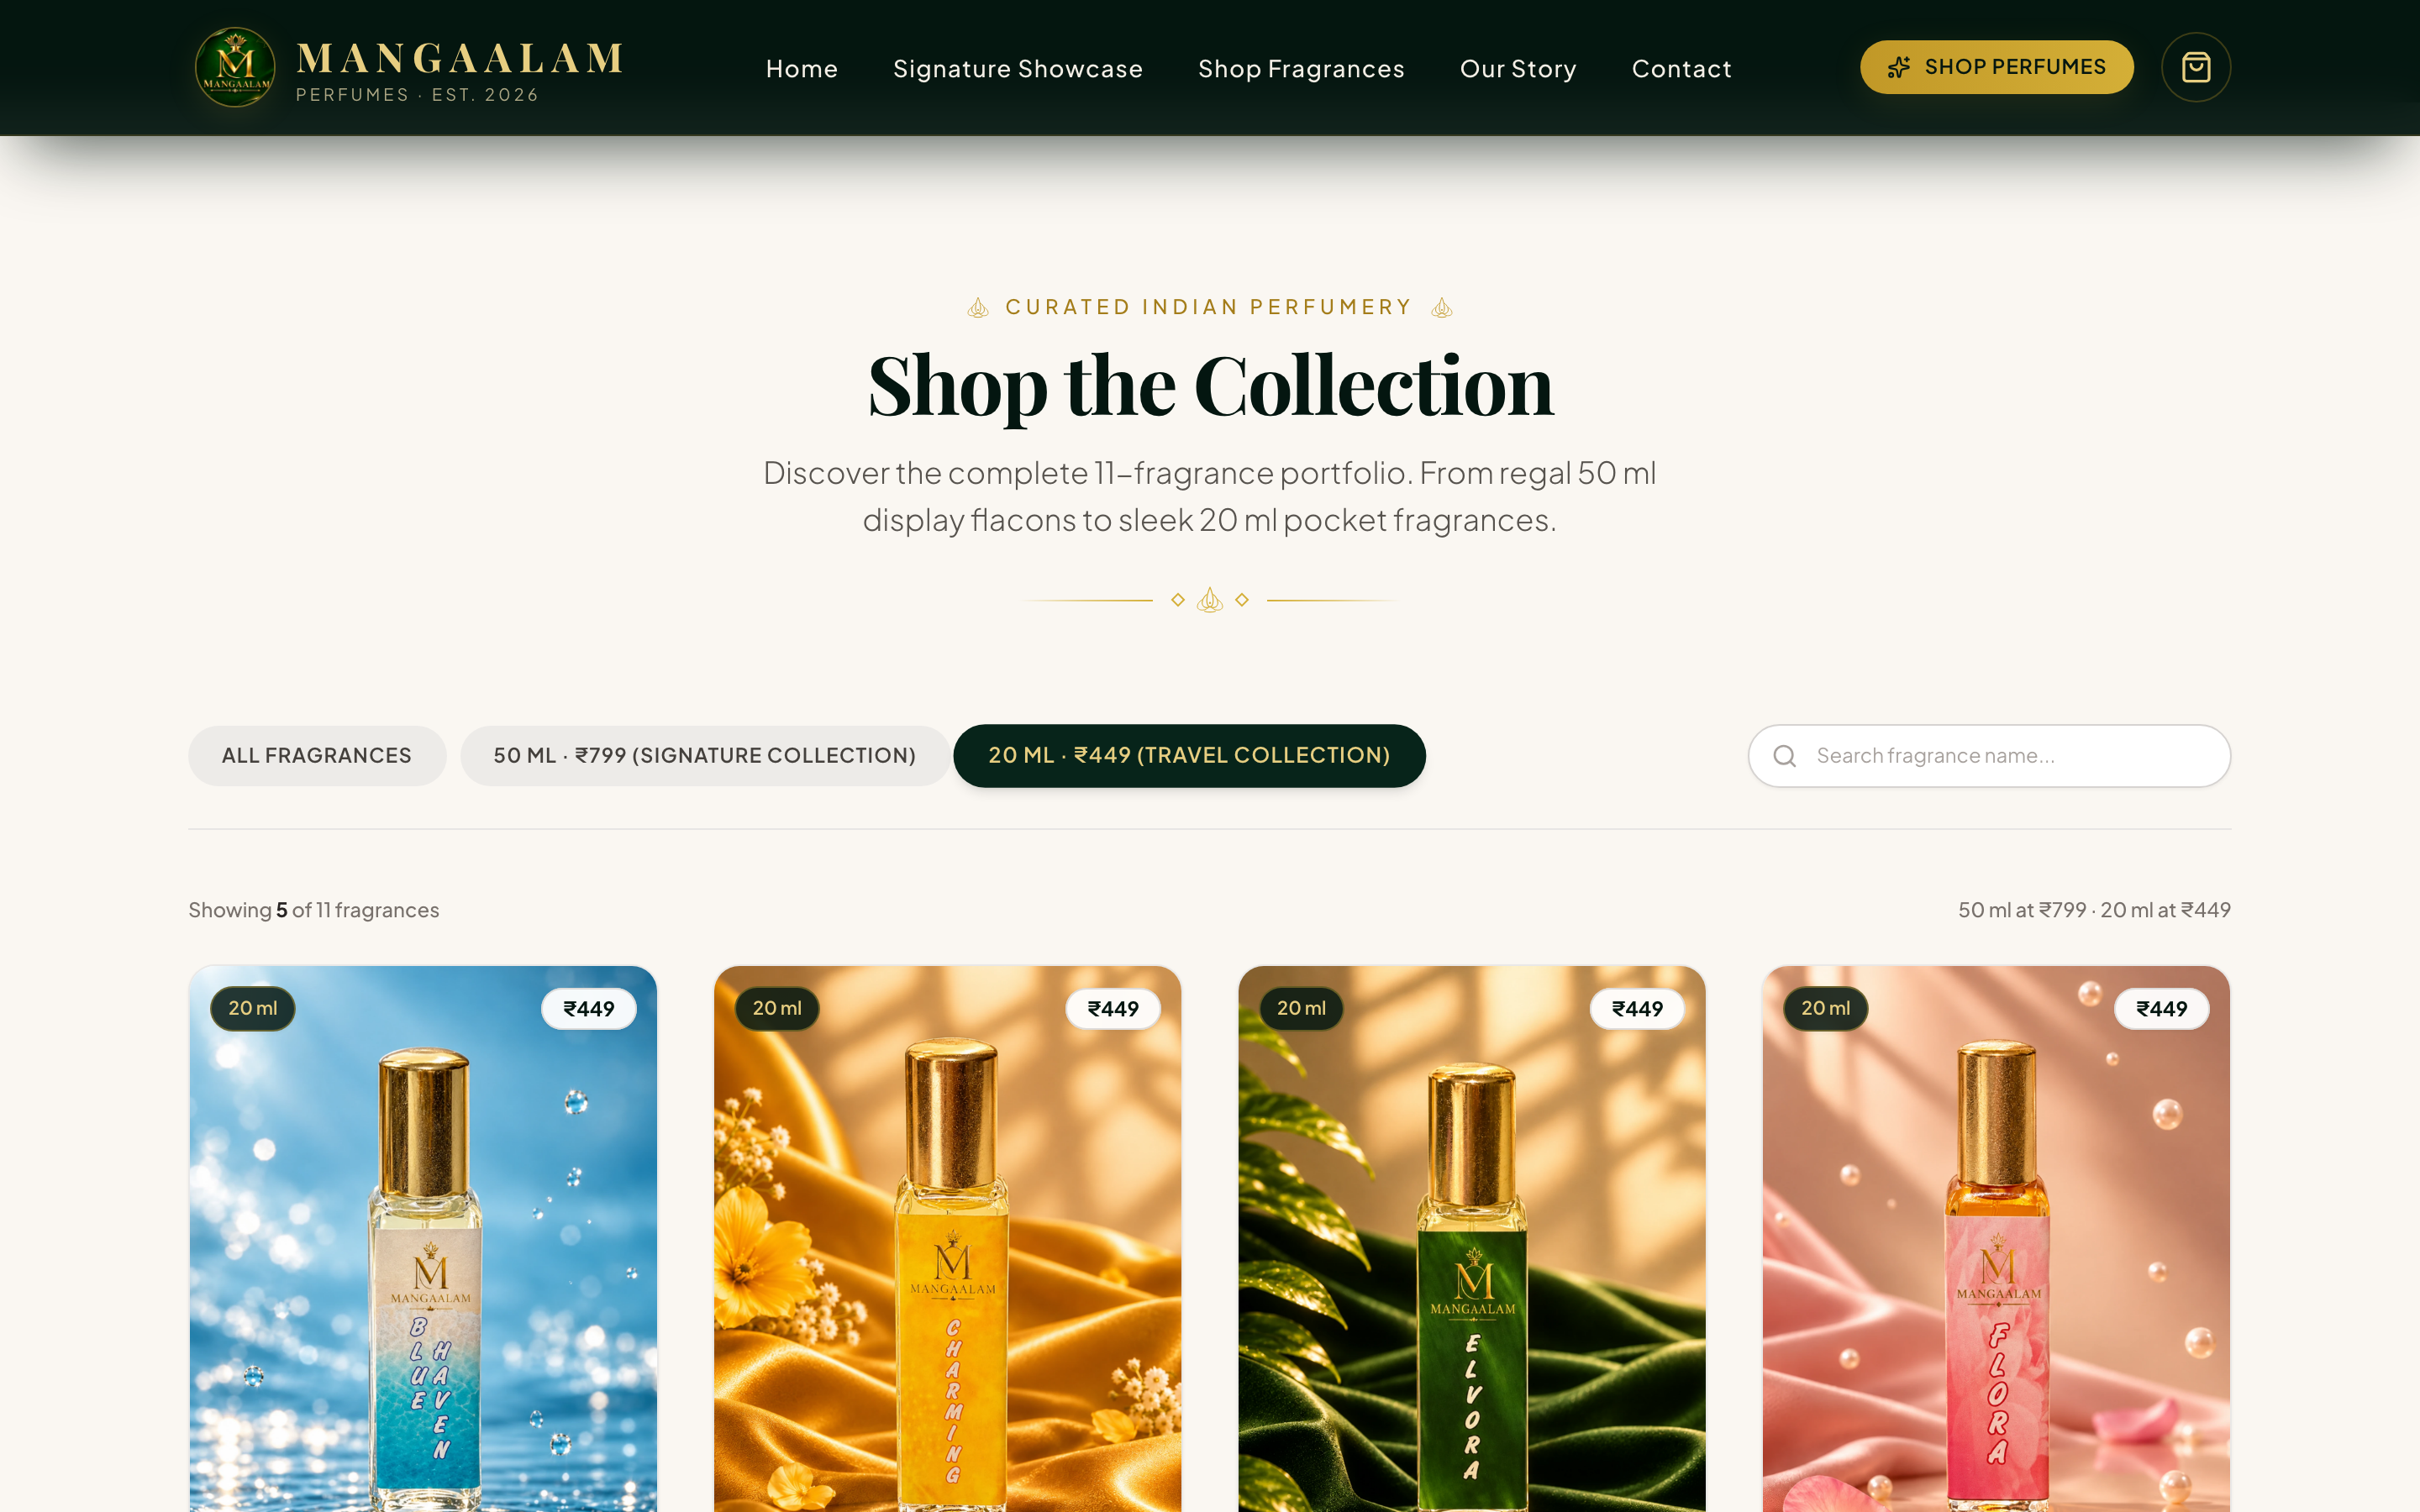 MANGAALAM
PERFUMES · EST. 2026
M
MANGAALAM
Home
Signature Showcase
Shop Fragrances
Our Story
Contact
SHOP PERFUMES
CURATED INDIAN PERFUMERY
Shop the Collection
Discover the complete 11-fragrance portfolio. From regal 50 ml
display flacons to sleek 20 ml pocket fragrances.
ALL FRAGRANCES
50 ML · ₹799 (SIGNATURE COLLECTION)
20 ML · ₹449 (TRAVEL COLLECTION)
Search fragrance name...
Showing 5 of 11 fragrances
50 ml at ₹799 · 20 ml at ₹449
20 ml
₹449
M
MANGAALAM
BLUE HAVEN
20 ml
₹449
M
MANGAALAM
CHARMING
20 ml
₹449
M
MANGAALAM
ELVORA
20 ml
₹449
M
MANGAALAM
FLORA